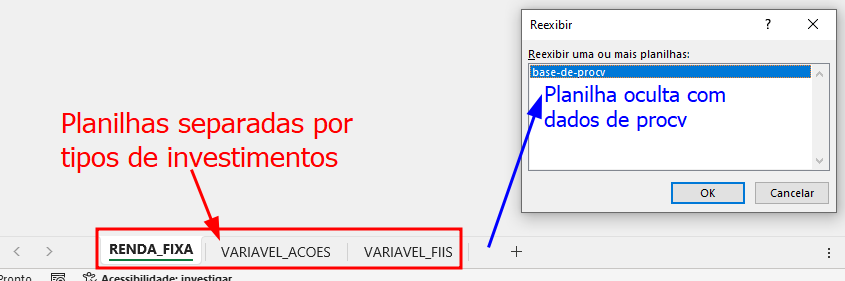 Reexibir
?
Reexibir uma ou mais planilhas:
base-de-procv
Planilha oculta com
dados de procv
OK
Cancelar
Planilhas separadas por
tipos de investimentos
RENDA_FIXA
VARIAVEL_ACOES
VARIAVEL_FIIS
Pronto
Acessibilidade: investigar